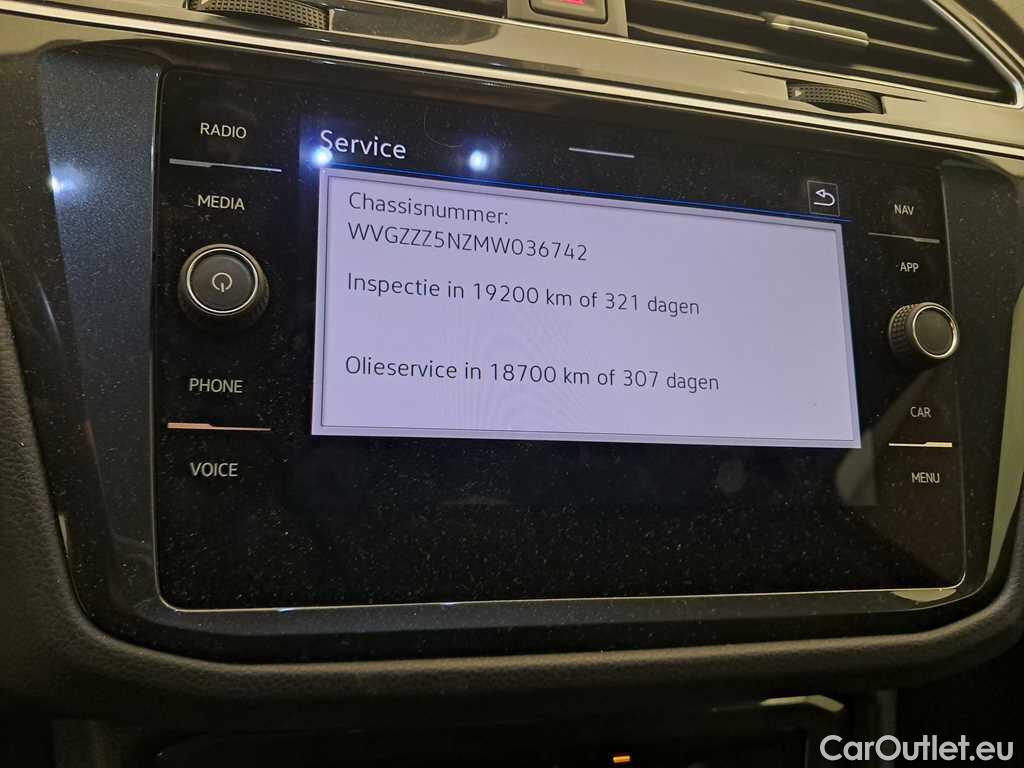 RADIO
MEDIA
PHONE
VOICE
Service
Chassisnummer:
WVGZZZ5NZMW036742
Inspectie in 19200 km of 321 dagen
Olieservice in 18700 km of 307 dagen
NAV
APP
CAR
MENU
CarOutlet.eu